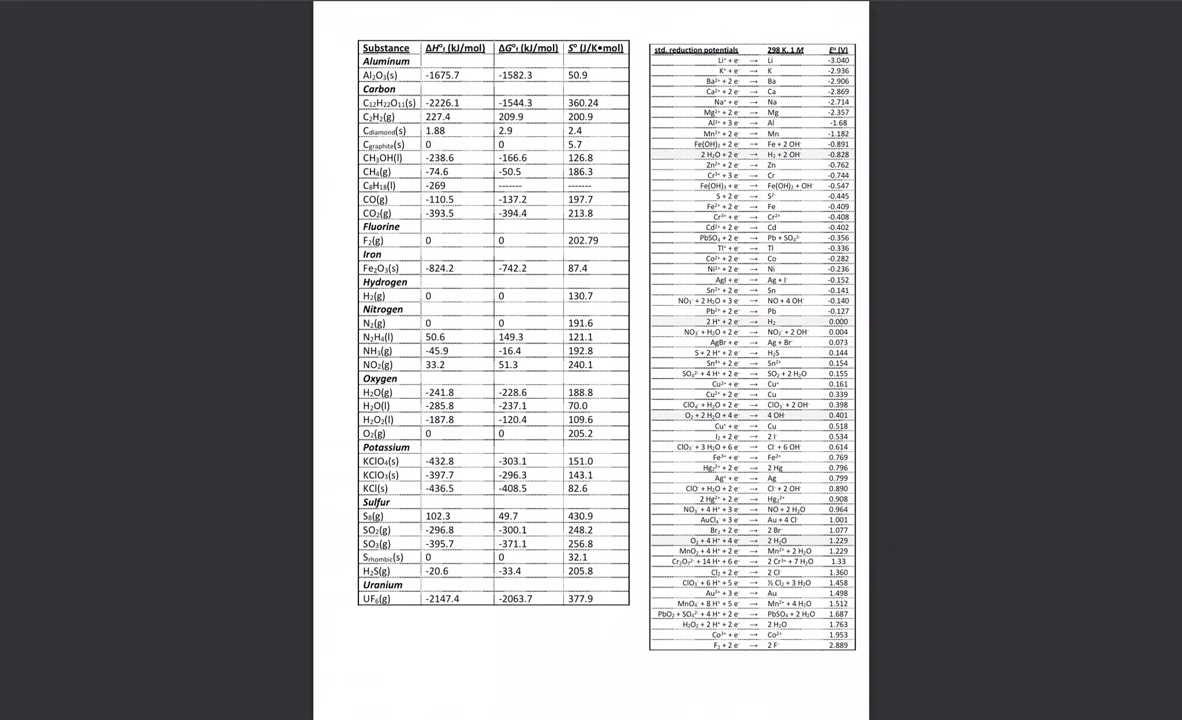 Substance ΔH°f (kJ/mol) ΔG°f (kJ/mol) S° (J/K•mol)
Aluminum
Al₂O₃(s) -1675.7 -1582.3 50.9
Carbon
C₁₂H₂₂O₁₁(s) -2226.1 -1544.3 360.24
C₂H₂(g) 227.4 209.9 200.9
Cdiamond(s) 1.88 2.9 2.4
Cgraphite(s) 0 0 5.7
CH₃OH(l) -238.6 -166.6 126.8
CH₄(g) -74.6 -50.5 186.3
C₈H₁₈(l) -269 ------- -------
CO(g) -110.5 -137.2 197.7
CO₂(g) -393.5 -394.4 213.8
Fluorine
F₂(g) 0 0 202.79
Iron
Fe₂O₃(s) -824.2 -742.2 87.4
Hydrogen
H₂(g) 0 0 130.7
Nitrogen
N₂(g) 0 0 191.6
N₂H₄(l) 50.6 149.3 121.1
NH₃(g) -45.9 -16.4 192.8
NO₂(g) 33.2 51.3 240.1
Oxygen
H₂O(g) -241.8 -228.6 188.8
H₂O(l) -285.8 -237.1 70.0
H₂O₂(l) -187.8 -120.4 109.6
O₂(g) 0 0 205.2
Potassium
KClO₄(s) -432.8 -303.1 151.0
KClO₃(s) -397.7 -296.3 143.1
KCl(s) -436.5 -408.5 82.6
Sulfur
S₈(g) 102.3 49.7 430.9
SO₂(g) -296.8 -300.1 248.2
SO₃(g) -395.7 -371.1 256.8
Srhombic(s) 0 0 32.1
H₂S(g) -20.6 -33.4 205.8
Uranium
UF₆(g) -2147.4 -2063.7 377.9
std. reduction potentials 298 K, 1 M E° (V)
Li⁺ + e⁻ → Li -3.040
K⁺ + e⁻ → K -2.936
Ba²⁺ + 2 e⁻ → Ba -2.906
Ca²⁺ + 2 e⁻ → Ca -2.869
Na⁺ + e⁻ → Na -2.714
Mg²⁺ + 2 e⁻ → Mg -2.357
Al³⁺ + 3 e⁻ → Al -1.68
Mn²⁺ + 2 e⁻ → Mn -1.182
Fe(OH)₂ + 2 e⁻ → Fe + 2 OH⁻ -0.891
2 H₂O + 2 e⁻ → H₂ + 2 OH⁻ -0.828
Zn²⁺ + 2 e⁻ → Zn -0.762
Cr³⁺ + 3 e⁻ → Cr -0.744
Fe(OH)₃ + e⁻ → Fe(OH)₂ + OH⁻ -0.547
S + 2 e⁻ → S²⁻ -0.445
Fe²⁺ + 2 e⁻ → Fe -0.409
Cr³⁺ + e⁻ → Cr²⁺ -0.408
Cd²⁺ + 2 e⁻ → Cd -0.402
PbSO₄ + 2 e⁻ → Pb + SO₄²⁻ -0.356
Tl⁺ + e⁻ → Tl -0.336
Co²⁺ + 2 e⁻ → Co -0.282
Ni²⁺ + 2 e⁻ → Ni -0.236
AgI + e⁻ → Ag + I⁻ -0.152
Sn²⁺ + 2 e⁻ → Sn -0.141
NO₃⁻ + 2 H₂O + 3 e⁻ → NO + 4 OH⁻ -0.140
Pb²⁺ + 2 e⁻ → Pb -0.127
2 H⁺ + 2 e⁻ → H₂ 0.000
NO₃⁻ + H₂O + 2 e⁻ → NO₂⁻ + 2 OH⁻ 0.004
AgBr + e⁻ → Ag + Br⁻ 0.073
S + 2 H⁺ + 2 e⁻ → H₂S 0.144
Sn⁴⁺ + 2 e⁻ → Sn²⁺ 0.154
SO₄²⁻ + 4 H⁺ + 2 e⁻ → SO₂ + 2 H₂O 0.155
Cu²⁺ + e⁻ → Cu⁺ 0.161
Cu²⁺ + 2 e⁻ → Cu 0.339
ClO₄⁻ + H₂O + 2 e⁻ → ClO₃⁻ + 2 OH⁻ 0.398
O₂ + 2 H₂O + 4 e⁻ → 4 OH⁻ 0.401
Cu⁺ + e⁻ → Cu 0.518
I₂ + 2 e⁻ → 2 I⁻ 0.534
ClO₃⁻ + 3 H₂O + 6 e⁻ → Cl⁻ + 6 OH⁻ 0.614
Fe³⁺ + e⁻ → Fe²⁺ 0.769
Hg₂²⁺ + 2 e⁻ → 2 Hg 0.796
Ag⁺ + e⁻ → Ag 0.799
ClO⁻ + H₂O + 2 e⁻ → Cl⁻ + 2 OH⁻ 0.890
2 Hg²⁺ + 2 e⁻ → Hg₂²⁺ 0.908
NO₃⁻ + 4 H⁺ + 3 e⁻ → NO + 2 H₂O 0.964
AuCl₄⁻ + 3 e⁻ → Au + 4 Cl⁻ 1.001
Br₂ + 2 e⁻ → 2 Br⁻ 1.077
O₂ + 4 H⁺ + 4 e⁻ → 2 H₂O 1.229
MnO₂ + 4 H⁺ + 2 e⁻ → Mn²⁺ + 2 H₂O 1.229
Cr₂O₇²⁻ + 14 H⁺ + 6 e⁻ → 2 Cr³⁺ + 7 H₂O 1.33
Cl₂ + 2 e⁻ → 2 Cl⁻ 1.360
ClO₃⁻ + 6 H⁺ + 5 e⁻ → ½ Cl₂ + 3 H₂O 1.458
Au³⁺ + 3 e⁻ → Au 1.498
MnO₄⁻ + 8 H⁺ + 5 e⁻ → Mn²⁺ + 4 H₂O 1.512
PbO₂ + SO₄²⁻ + 4 H⁺ + 2 e⁻ → PbSO₄ + 2 H₂O 1.687
H₂O₂ + 2 H⁺ + 2 e⁻ → 2 H₂O 1.763
Co³⁺ + e⁻ → Co²⁺ 1.953
F₂ + 2 e⁻ → 2 F⁻ 2.889